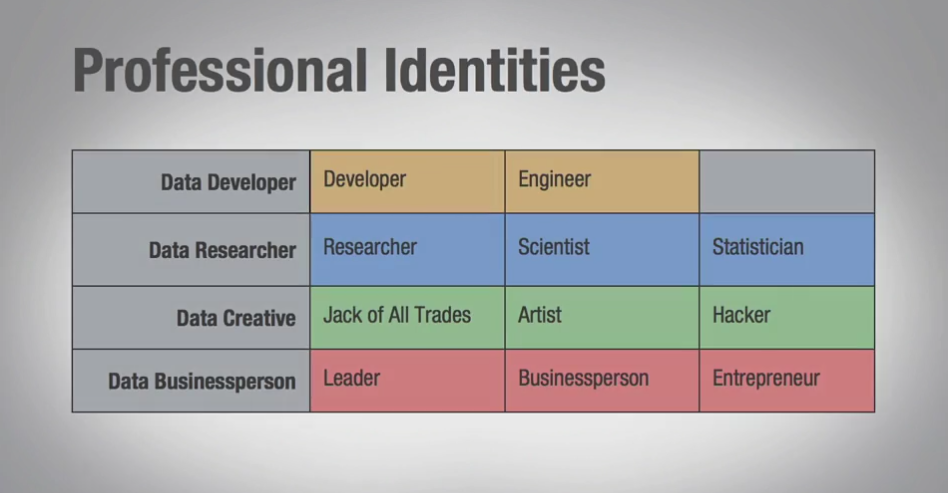 Professional Identities
Data Developer Developer Engineer
Data Researcher Researcher Scientist Statistician
Data Creative Jack of All Trades Artist Hacker
Data Businessperson Leader Businessperson Entrepreneur